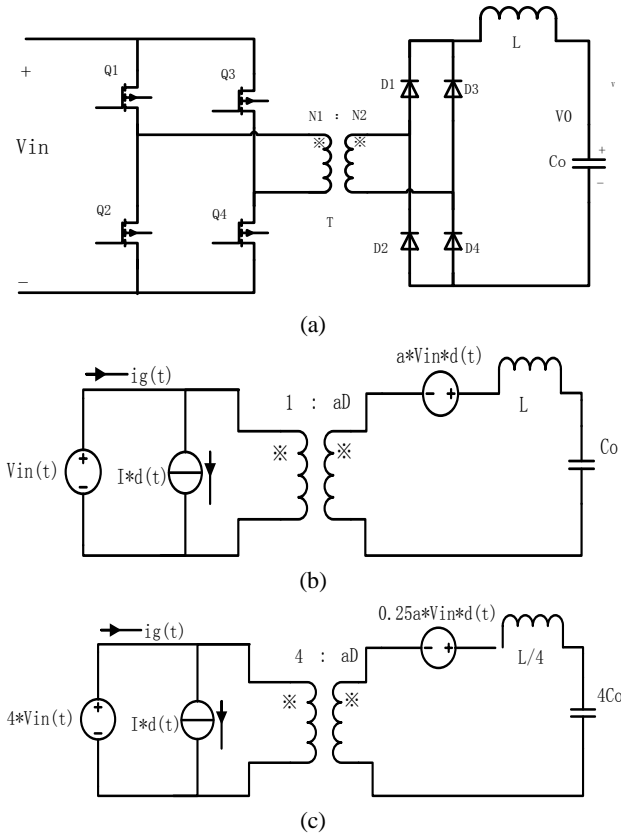 +
Vin
−
Q1
Q3
Q2
Q4
N1 : N2
※ ※
T
D1
D3
D2
D4
L
v
V0
+
Co
−
(a)
ig(t)
Vin(t)
+
−
I*d(t)
1 : aD
※ ※
a*Vin*d(t)
− +
L
Co
(b)
ig(t)
4*Vin(t)
+
−
I*d(t)
4 : aD
※ ※
0.25a*Vin*d(t)
− +
L/4
4Co
(c)